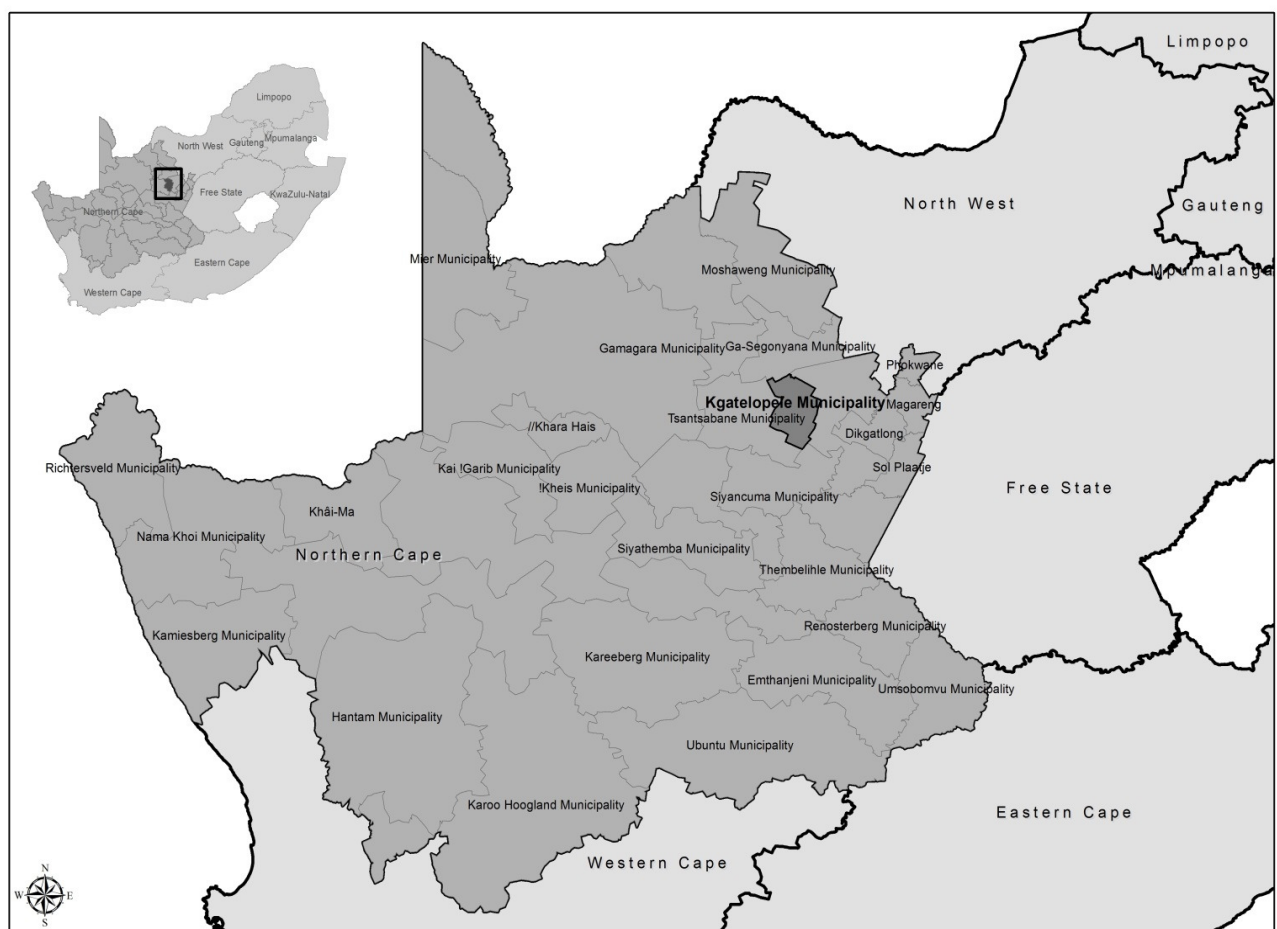 Limpopo
North West
Gauteng
Mpumalanga
Free State
KwaZulu-Natal
Northern Cape
Eastern Cape
Western Cape
Limpopo
North West
Gauteng
Mpumalanga
Mier Municipality
Moshaweng Municipality
Gamagara Municipality
Ga-Segonyana Municipality
Phokwane
Kgatelopele Municipality
Magareng
Tsantsabane Municipality
//Khara Hais
Dikgatlong
Richtersveld Municipality
Kai !Garib Municipality
Sol Plaatje
!Kheis Municipality
Siyancuma Municipality
Free State
Khâi-Ma
Nama Khoi Municipality
Northern Cape
Siyathemba Municipality
Thembelihle Municipality
Kamiesberg Municipality
Renosterberg Municipality
Kareeberg Municipality
Emthanjeni Municipality
Umsobomvu Municipality
Hantam Municipality
Ubuntu Municipality
Karoo Hoogland Municipality
Eastern Cape
Western Cape
N
W
E
S